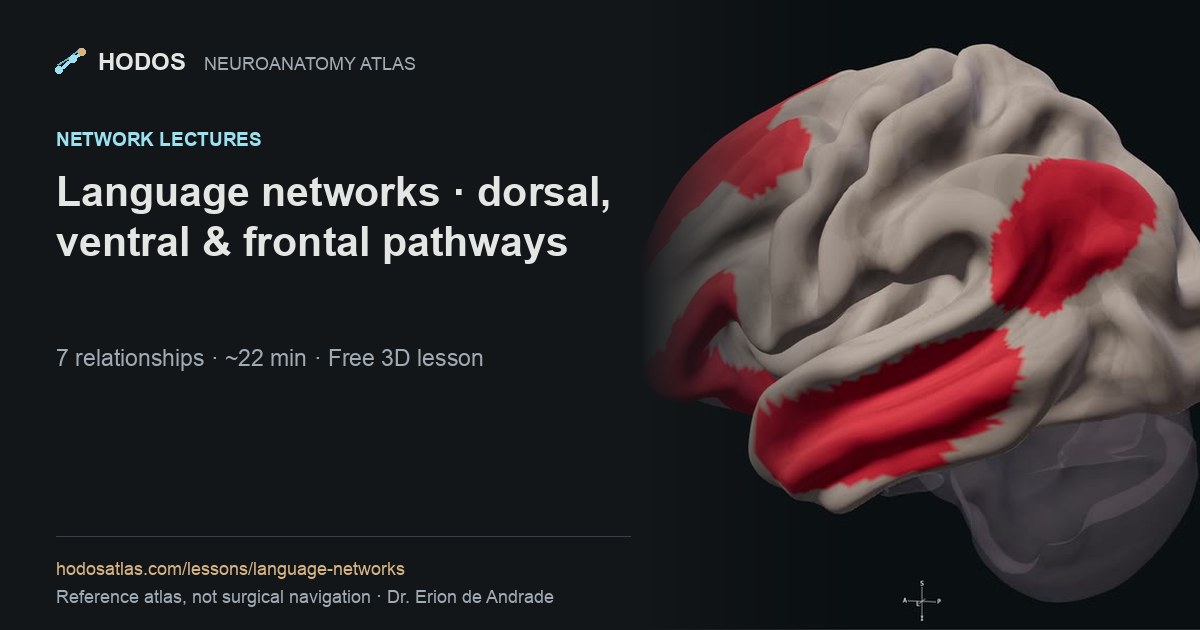 HODOS NEUROANATOMY ATLAS
NETWORK LECTURES
Language networks · dorsal,
ventral & frontal pathways
7 relationships · ~22 min · Free 3D lesson
hodosatlas.com/lessons/language-networks
Reference atlas, not surgical navigation · Dr. Erion de Andrade
S
A L P
I